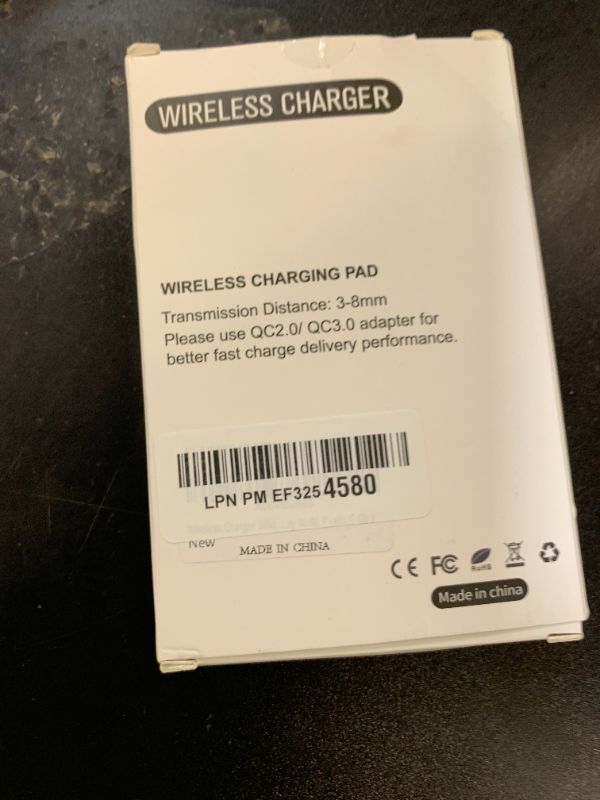 WIRELESS CHARGER
WIRELESS CHARGING PAD
Transmission Distance: 3-8mm
Please use QC2.0/ QC3.0 adapter for
better fast charge delivery performance.
LPN PM EF325 4580
New
MADE IN CHINA
CE FC RoHS
Made in china